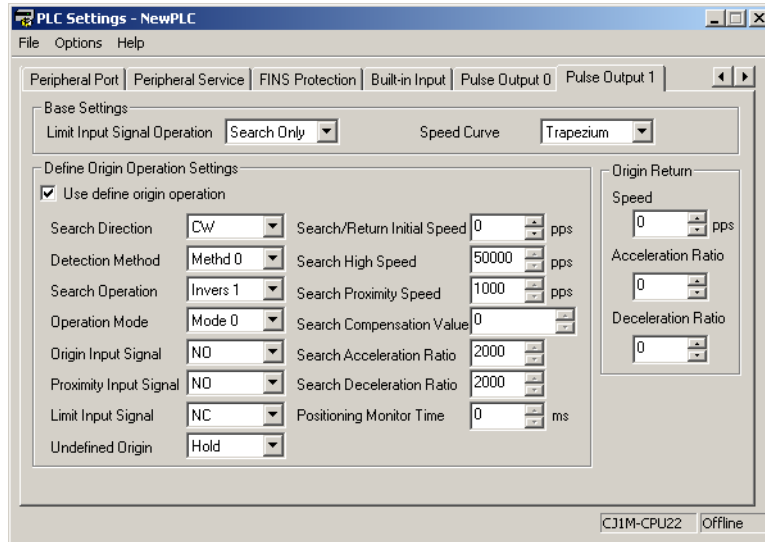 PLC Settings - NewPLC
File Options Help
Peripheral Port Peripheral Service FINS Protection Built-in Input Pulse Output 0 Pulse Output 1
Base Settings
Limit Input Signal Operation Search Only Speed Curve Trapezium
Define Origin Operation Settings
Use define origin operation
Search Direction CW Search/Return Initial Speed 0 pps
Detection Method Methd 0 Search High Speed 50000 pps
Search Operation Invers 1 Search Proximity Speed 1000 pps
Operation Mode Mode 0 Search Compensation Value 0
Origin Input Signal NO Search Acceleration Ratio 2000
Proximity Input Signal NO Search Deceleration Ratio 2000
Limit Input Signal NC Positioning Monitor Time 0 ms
Undefined Origin Hold
Origin Return
Speed
0 pps
Acceleration Ratio
0
Deceleration Ratio
0
CJ1M-CPU22 Offline